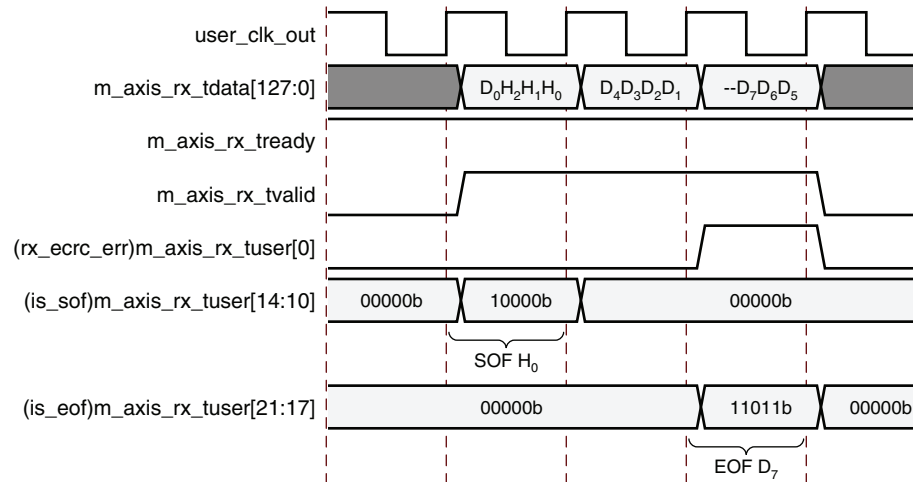 user_clk_out
m_axis_rx_tdata[127:0] D₀H₂H₁H₀ D₄D₃D₂D₁ --D₇D₆D₅
m_axis_rx_tready
m_axis_rx_tvalid
(rx_ecrc_err)m_axis_rx_tuser[0]
(is_sof)m_axis_rx_tuser[14:10] 00000b 10000b 00000b
SOF H₀
(is_eof)m_axis_rx_tuser[21:17] 00000b 11011b 00000b
EOF D₇